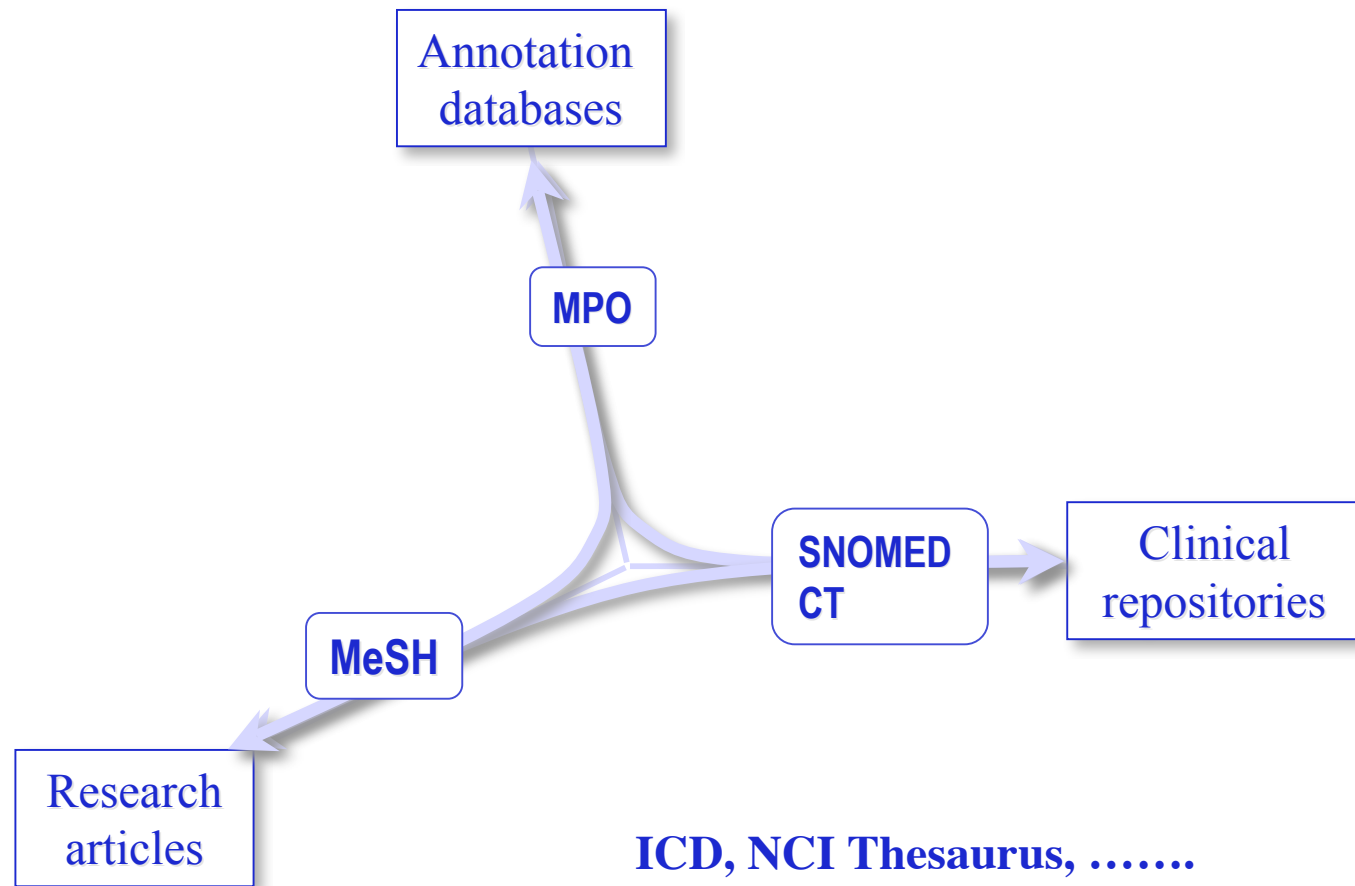 Annotation
databases
MPO
SNOMED
CT
Clinical
repositories
MeSH
Research
articles
ICD, NCI Thesaurus, …….